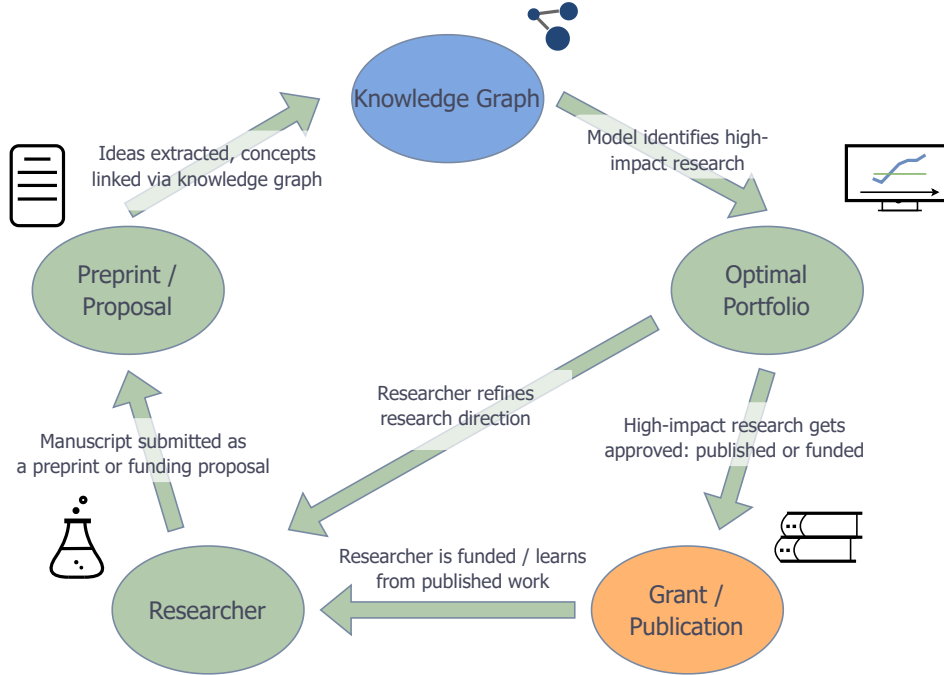 Knowledge Graph
Model identifies high-
impact research
Ideas extracted, concepts
linked via knowledge graph
Preprint /
Proposal
Optimal
Portfolio
Researcher refines
research direction
High-impact research gets
approved: published or funded
Manuscript submitted as
a preprint or funding proposal
Researcher is funded / learns
from published work
Researcher
Grant /
Publication